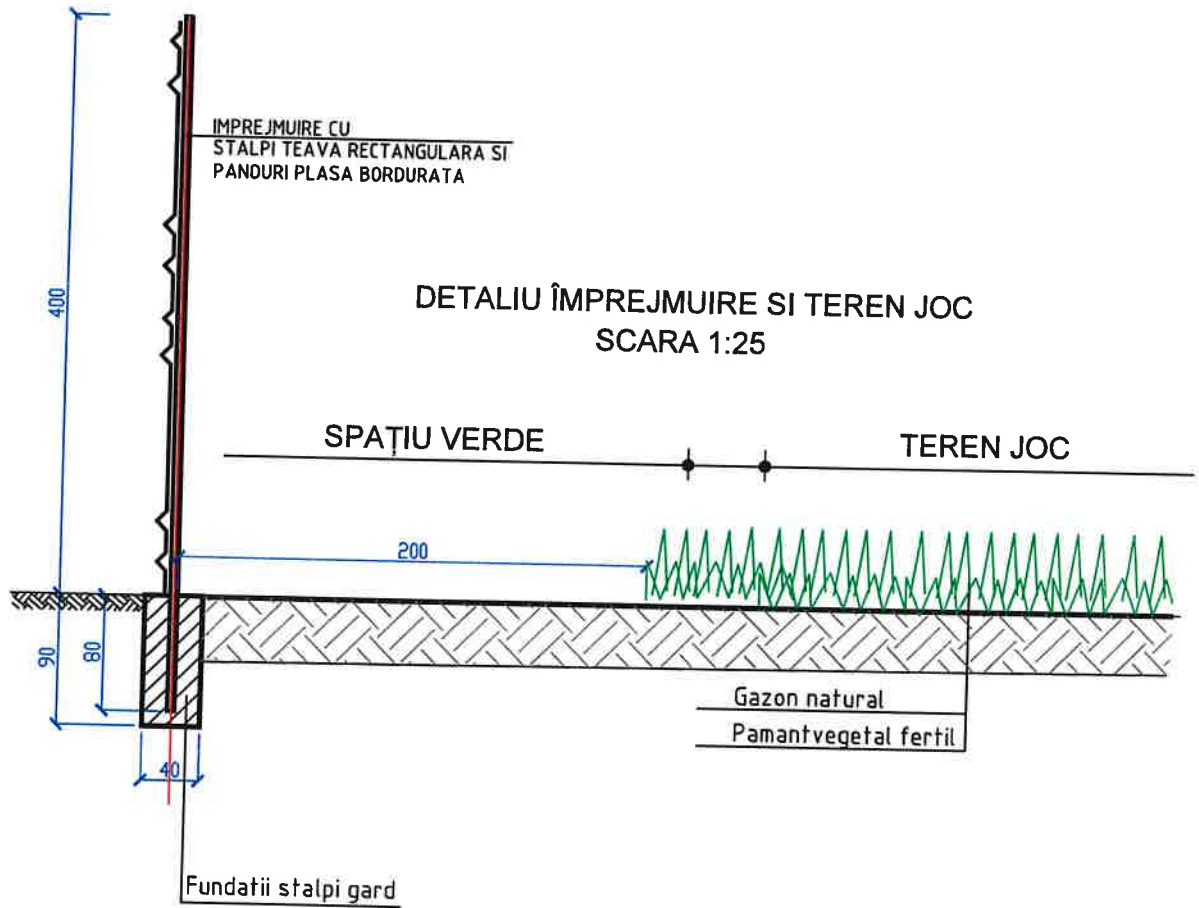 IMPREJMUIRE CU
STALPI TEAVA RECTANGULARA SI
PANOURI PLASA BORDURATA
400
DETALIU ÎMPREJMUIRE SI TEREN JOC
SCARA 1:25
SPAȚIU VERDE
TEREN JOC
200
90
80
40
Gazon natural
Pamantvegetal fertil
Fundatii stalpi gard